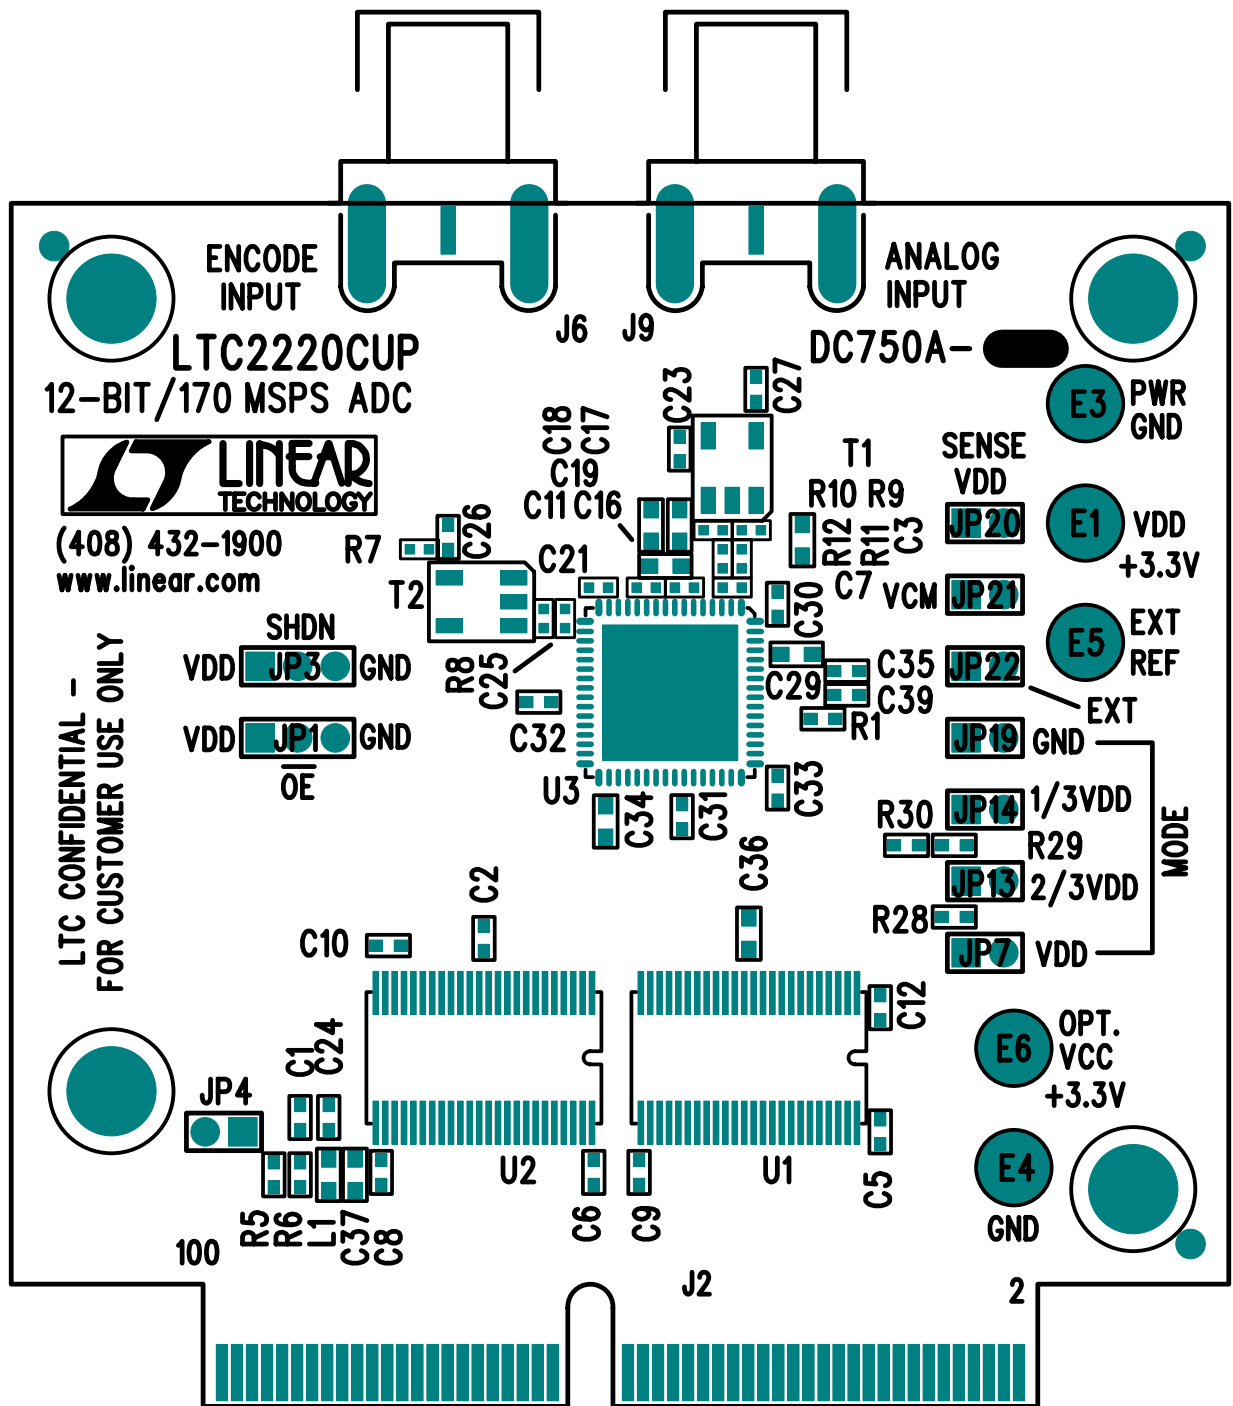 ENCODE
INPUT
ANALOG
INPUT
J6
J9
LTC2220CUP
12-BIT/170 MSPS ADC
DC750A-
LINEAR
TECHNOLOGY
(408) 432-1900
www.linear.com
E3
PWR
GND
E1
VDD
+3.3V
E5
EXT
REF
SENSE
VDD
JP20
VCM
JP21
JP22
EXT
JP19
GND
JP14
1/3VDD
R30
R29
JP13
2/3VDD
R28
JP7
VDD
MODE
C27
C23
C18
C17
C19
C11
C16
T1
R10
R9
R12
R11
C3
C7
C26
R7
T2
C21
C30
R8
C25
C32
C29
C35
C39
R1
U3
C33
C34
C31
C36
SHDN
VDD
JP3
GND
VDD
JP1
GND
OE
LTC CONFIDENTIAL -
FOR CUSTOMER USE ONLY
C2
C10
C12
C1
C24
JP4
U2
U1
C5
C6
C9
R5
R6
L1
C37
C8
E6
OPT.
VCC
+3.3V
E4
GND
100
J2
2